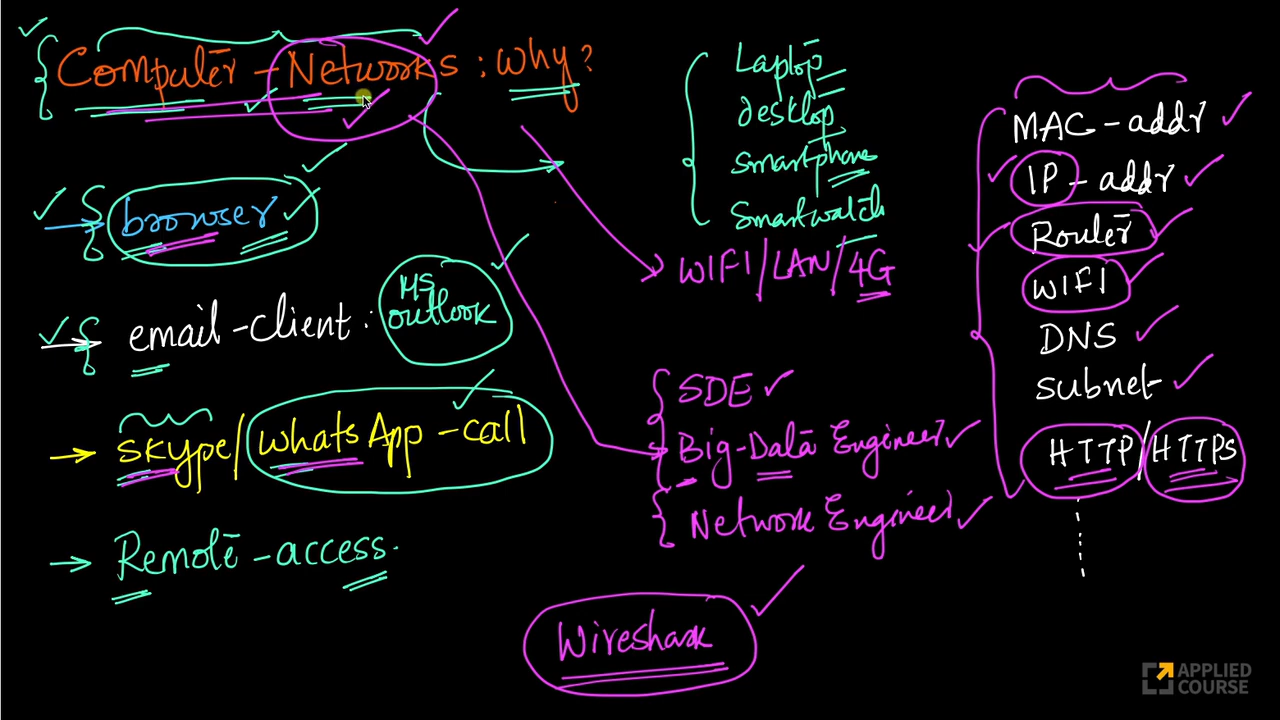 Computer - Networks : Why?
browser
email-client : MS outlook
skype/whatsApp-call
Remote-access.
Laptop
desktop
Smartphone
Smartwatch
WIFI/LAN/4G
SDE
Big-Data Engineer
Network Engineer
Wireshark
MAC-addr
IP-addr
Router
WIFI
DNS
subnet
HTTP/HTTPs
APPLIED
COURSE